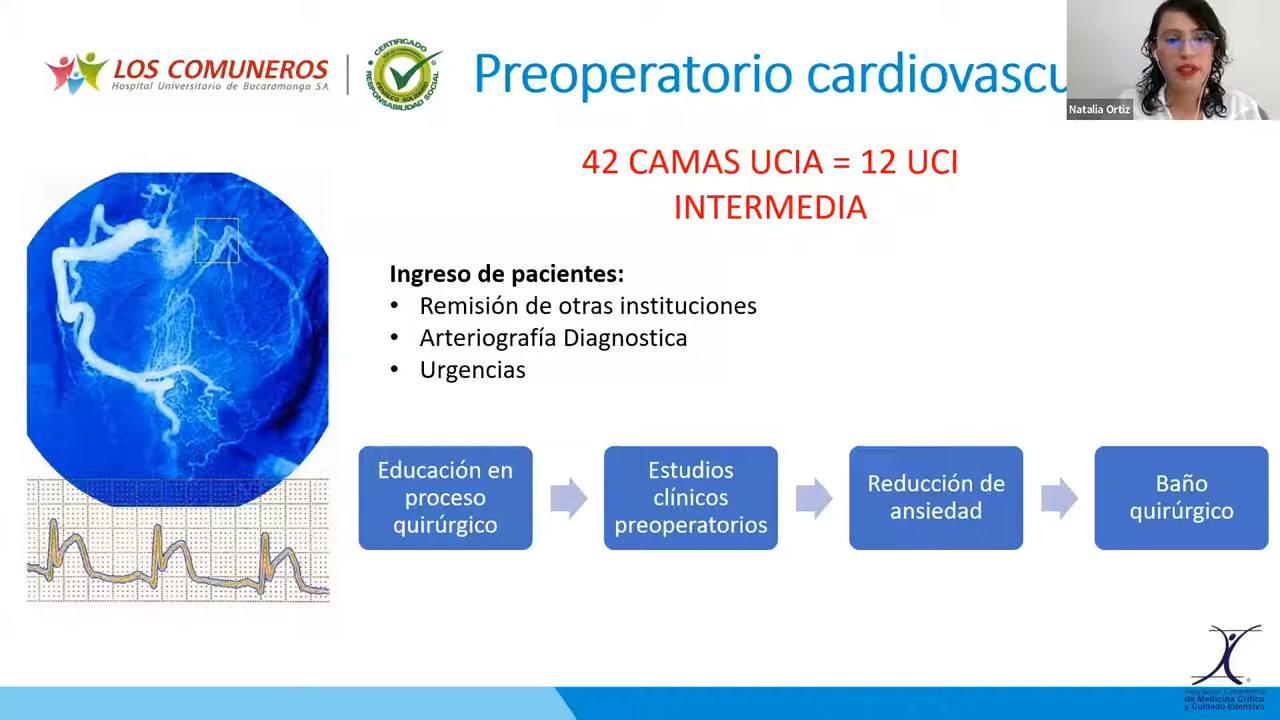 LOS COMUNEROS
Hospital Universitario de Bucaramanga S.A.
CERTIFICADO
RESPONSABILIDAD SOCIAL
Preoperatorio cardiovascu
Natalia Ortiz
42 CAMAS UCIA = 12 UCI
INTERMEDIA
Ingreso de pacientes:
• Remisión de otras instituciones
• Arteriografía Diagnostica
• Urgencias
Educación en
proceso
quirúrgico
Estudios
clínicos
preoperatorios
Reducción de
ansiedad
Baño
quirúrgico
Asociación Colombiana
de Medicina Crítica
y Cuidado Intensivo